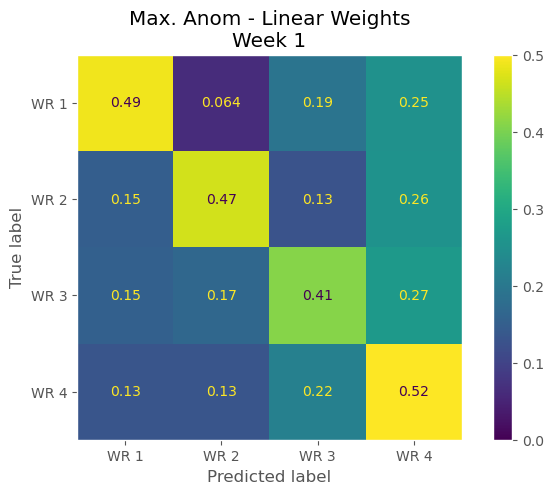 Max. Anom - Linear Weights
Week 1
True label
WR 1
0.49 0.064 0.19 0.25
WR 2
0.15 0.47 0.13 0.26
WR 3
0.15 0.17 0.41 0.27
WR 4
0.13 0.13 0.22 0.52
WR 1 WR 2 WR 3 WR 4
Predicted label
0.5
0.4
0.3
0.2
0.1
0.0